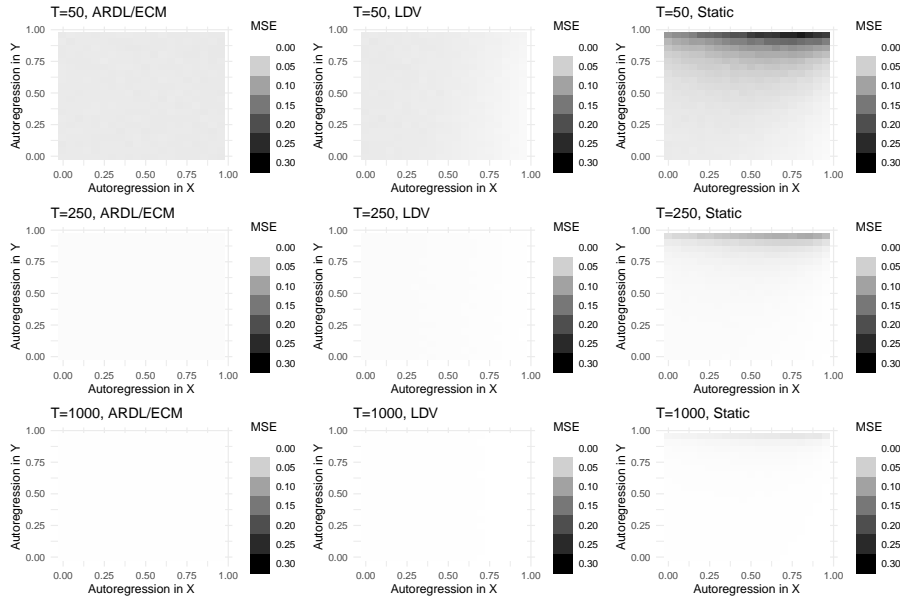 T=50, ARDL/ECM
Autoregression in Y
1.00
0.75
0.50
0.25
0.00
0.00 0.25 0.50 0.75 1.00
Autoregression in X
MSE
0.00
0.05
0.10
0.15
0.20
0.25
0.30
T=50, LDV
Autoregression in Y
1.00
0.75
0.50
0.25
0.00
0.00 0.25 0.50 0.75 1.00
Autoregression in X
MSE
0.00
0.05
0.10
0.15
0.20
0.25
0.30
T=50, Static
Autoregression in Y
1.00
0.75
0.50
0.25
0.00
0.00 0.25 0.50 0.75 1.00
Autoregression in X
MSE
0.00
0.05
0.10
0.15
0.20
0.25
0.30
T=250, ARDL/ECM
Autoregression in Y
1.00
0.75
0.50
0.25
0.00
0.00 0.25 0.50 0.75 1.00
Autoregression in X
MSE
0.00
0.05
0.10
0.15
0.20
0.25
0.30
T=250, LDV
Autoregression in Y
1.00
0.75
0.50
0.25
0.00
0.00 0.25 0.50 0.75 1.00
Autoregression in X
MSE
0.00
0.05
0.10
0.15
0.20
0.25
0.30
T=250, Static
Autoregression in Y
1.00
0.75
0.50
0.25
0.00
0.00 0.25 0.50 0.75 1.00
Autoregression in X
MSE
0.00
0.05
0.10
0.15
0.20
0.25
0.30
T=1000, ARDL/ECM
Autoregression in Y
1.00
0.75
0.50
0.25
0.00
0.00 0.25 0.50 0.75 1.00
Autoregression in X
MSE
0.00
0.05
0.10
0.15
0.20
0.25
0.30
T=1000, LDV
Autoregression in Y
1.00
0.75
0.50
0.25
0.00
0.00 0.25 0.50 0.75 1.00
Autoregression in X
MSE
0.00
0.05
0.10
0.15
0.20
0.25
0.30
T=1000, Static
Autoregression in Y
1.00
0.75
0.50
0.25
0.00
0.00 0.25 0.50 0.75 1.00
Autoregression in X
MSE
0.00
0.05
0.10
0.15
0.20
0.25
0.30